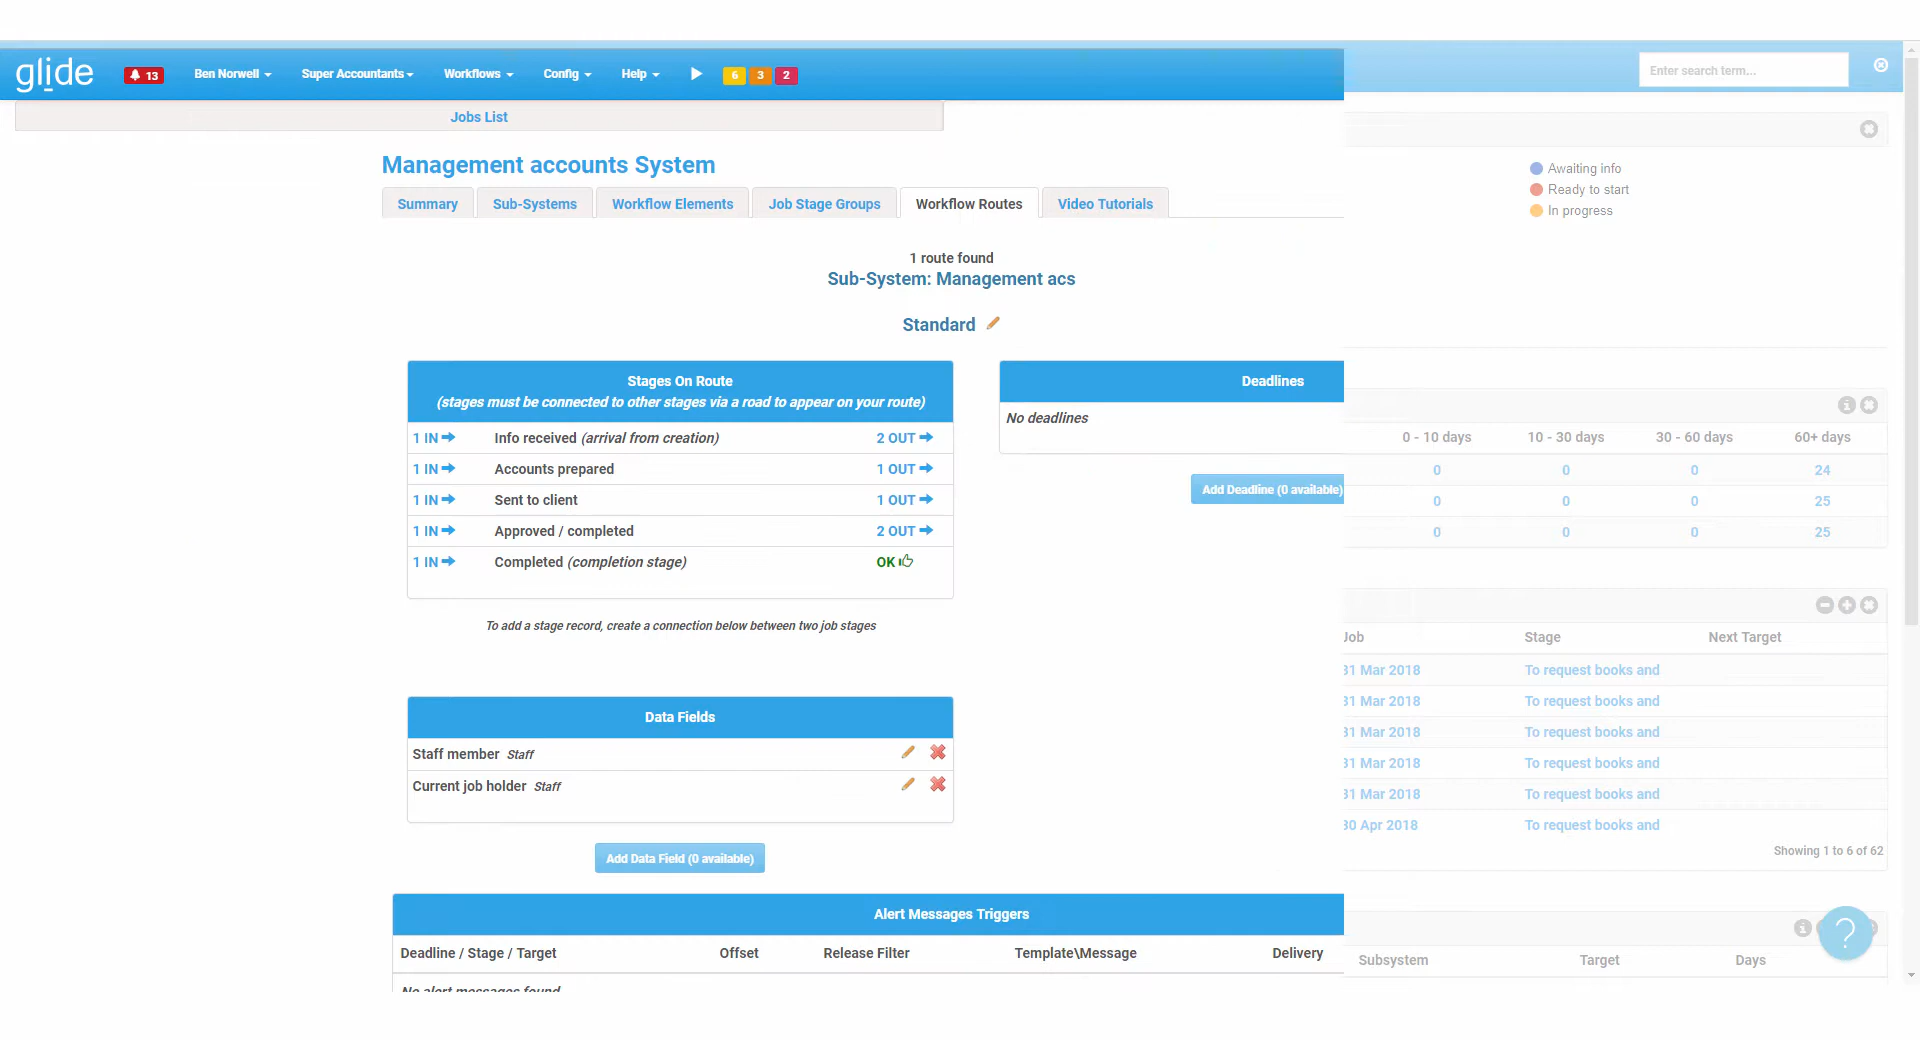 glide 13 Ben Norwell Super Accountants Workflows Config Help 6 3 2 Enter search term...
Jobs List
Management accounts System
Summary Sub-Systems Workflow Elements Job Stage Groups Workflow Routes Video Tutorials
Awaiting info
Ready to start
In progress
1 route found
Sub-System: Management acs
Standard
Stages On Route
(stages must be connected to other stages via a road to appear on your route)
1 IN Info received (arrival from creation) 2 OUT
1 IN Accounts prepared 1 OUT
1 IN Sent to client 1 OUT
1 IN Approved / completed 2 OUT
1 IN Completed (completion stage) OK
To add a stage record, create a connection below between two job stages
Deadlines
No deadlines
Add Deadline (0 available)
0 - 10 days 10 - 30 days 30 - 60 days 60+ days
0 0 0 24
0 0 0 25
0 0 0 25
Data Fields
Staff member Staff
Current job holder Staff
Add Data Field (0 available)
Job Stage Next Target
31 Mar 2018 To request books and
31 Mar 2018 To request books and
31 Mar 2018 To request books and
31 Mar 2018 To request books and
31 Mar 2018 To request books and
30 Apr 2018 To request books and
Showing 1 to 6 of 62
Alert Messages Triggers
Deadline / Stage / Target Offset Release Filter Template\Message Delivery
No alert messages found
Subsystem Target Days
?